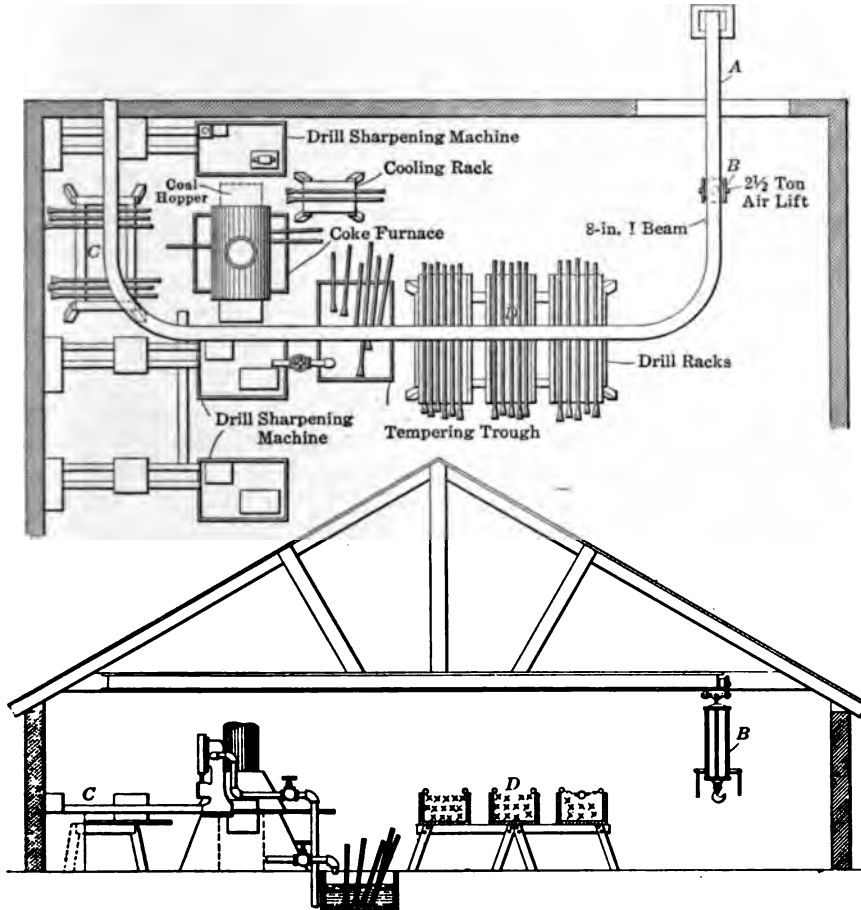 A
Drill Sharpening Machine
Cooling Rack
Coal
Hopper
B
2½ Ton
Air Lift
8-in. I Beam
C
Coke Furnace
D
Drill Racks
Drill Sharpening
Machine
Tempering Trough
B
C
D